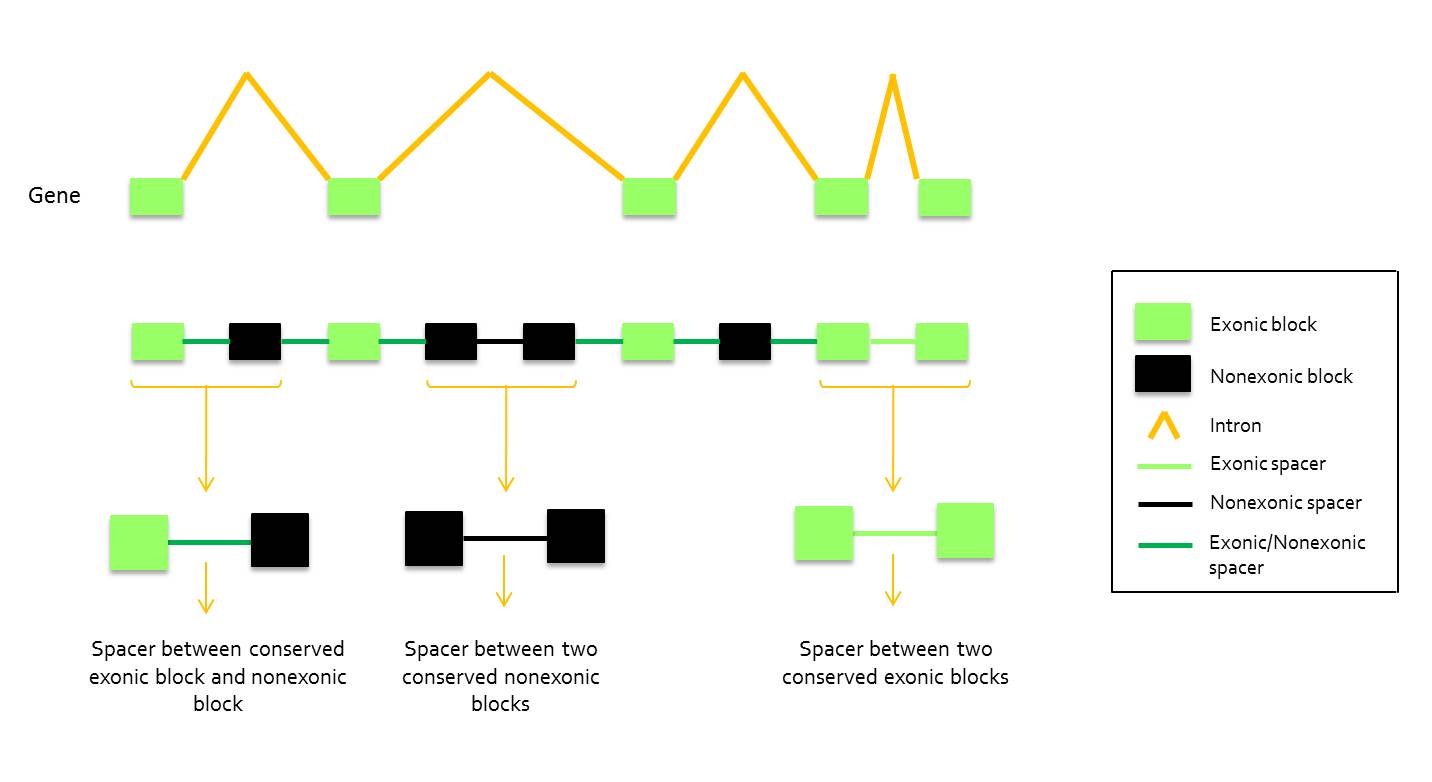 Gene
Exonic block
Nonexonic block
Intron
Exonic spacer
Nonexonic spacer
Exonic/Nonexonic
spacer
Spacer between conserved
exonic block and nonexonic
block
Spacer between two
conserved nonexonic
blocks
Spacer between two
conserved exonic blocks